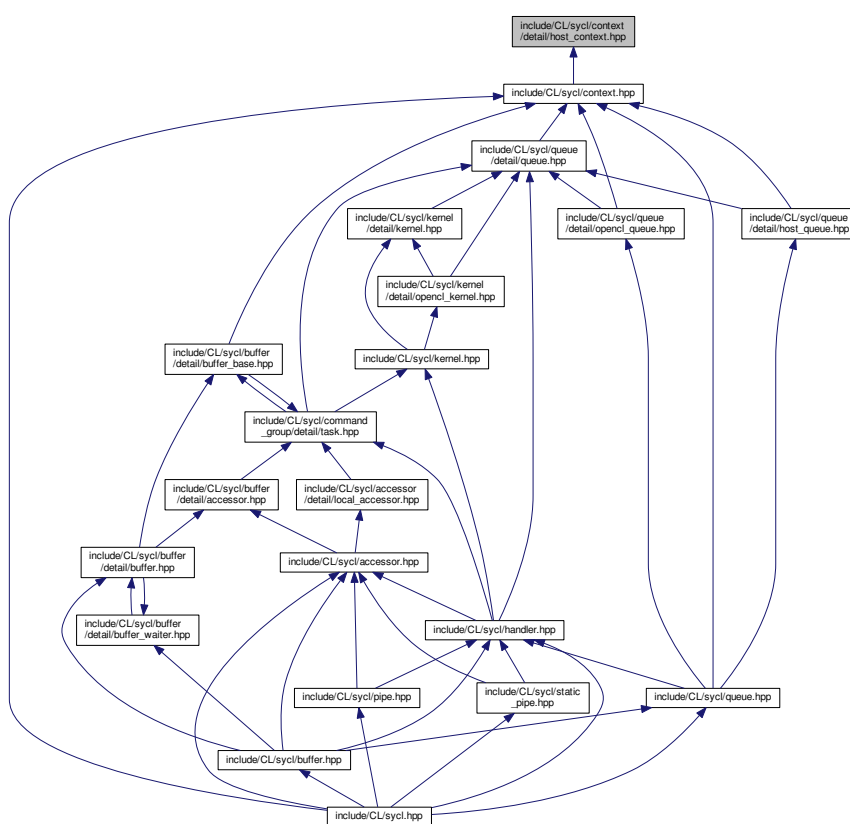 include/CL/sycl/context
/detail/host_context.hpp
include/CL/sycl/context.hpp
include/CL/sycl/queue
/detail/queue.hpp
include/CL/sycl/kernel
/detail/kernel.hpp
include/CL/sycl/queue
/detail/opencl_queue.hpp
include/CL/sycl/queue
/detail/host_queue.hpp
include/CL/sycl/kernel
/detail/opencl_kernel.hpp
include/CL/sycl/buffer
/detail/buffer_base.hpp
include/CL/sycl/kernel.hpp
include/CL/sycl/command
_group/detail/task.hpp
include/CL/sycl/buffer
/detail/accessor.hpp
include/CL/sycl/accessor
/detail/local_accessor.hpp
include/CL/sycl/buffer
/detail/buffer.hpp
include/CL/sycl/accessor.hpp
include/CL/sycl/buffer
/detail/buffer_waiter.hpp
include/CL/sycl/handler.hpp
include/CL/sycl/pipe.hpp
include/CL/sycl/static
_pipe.hpp
include/CL/sycl/queue.hpp
include/CL/sycl/buffer.hpp
include/CL/sycl.hpp